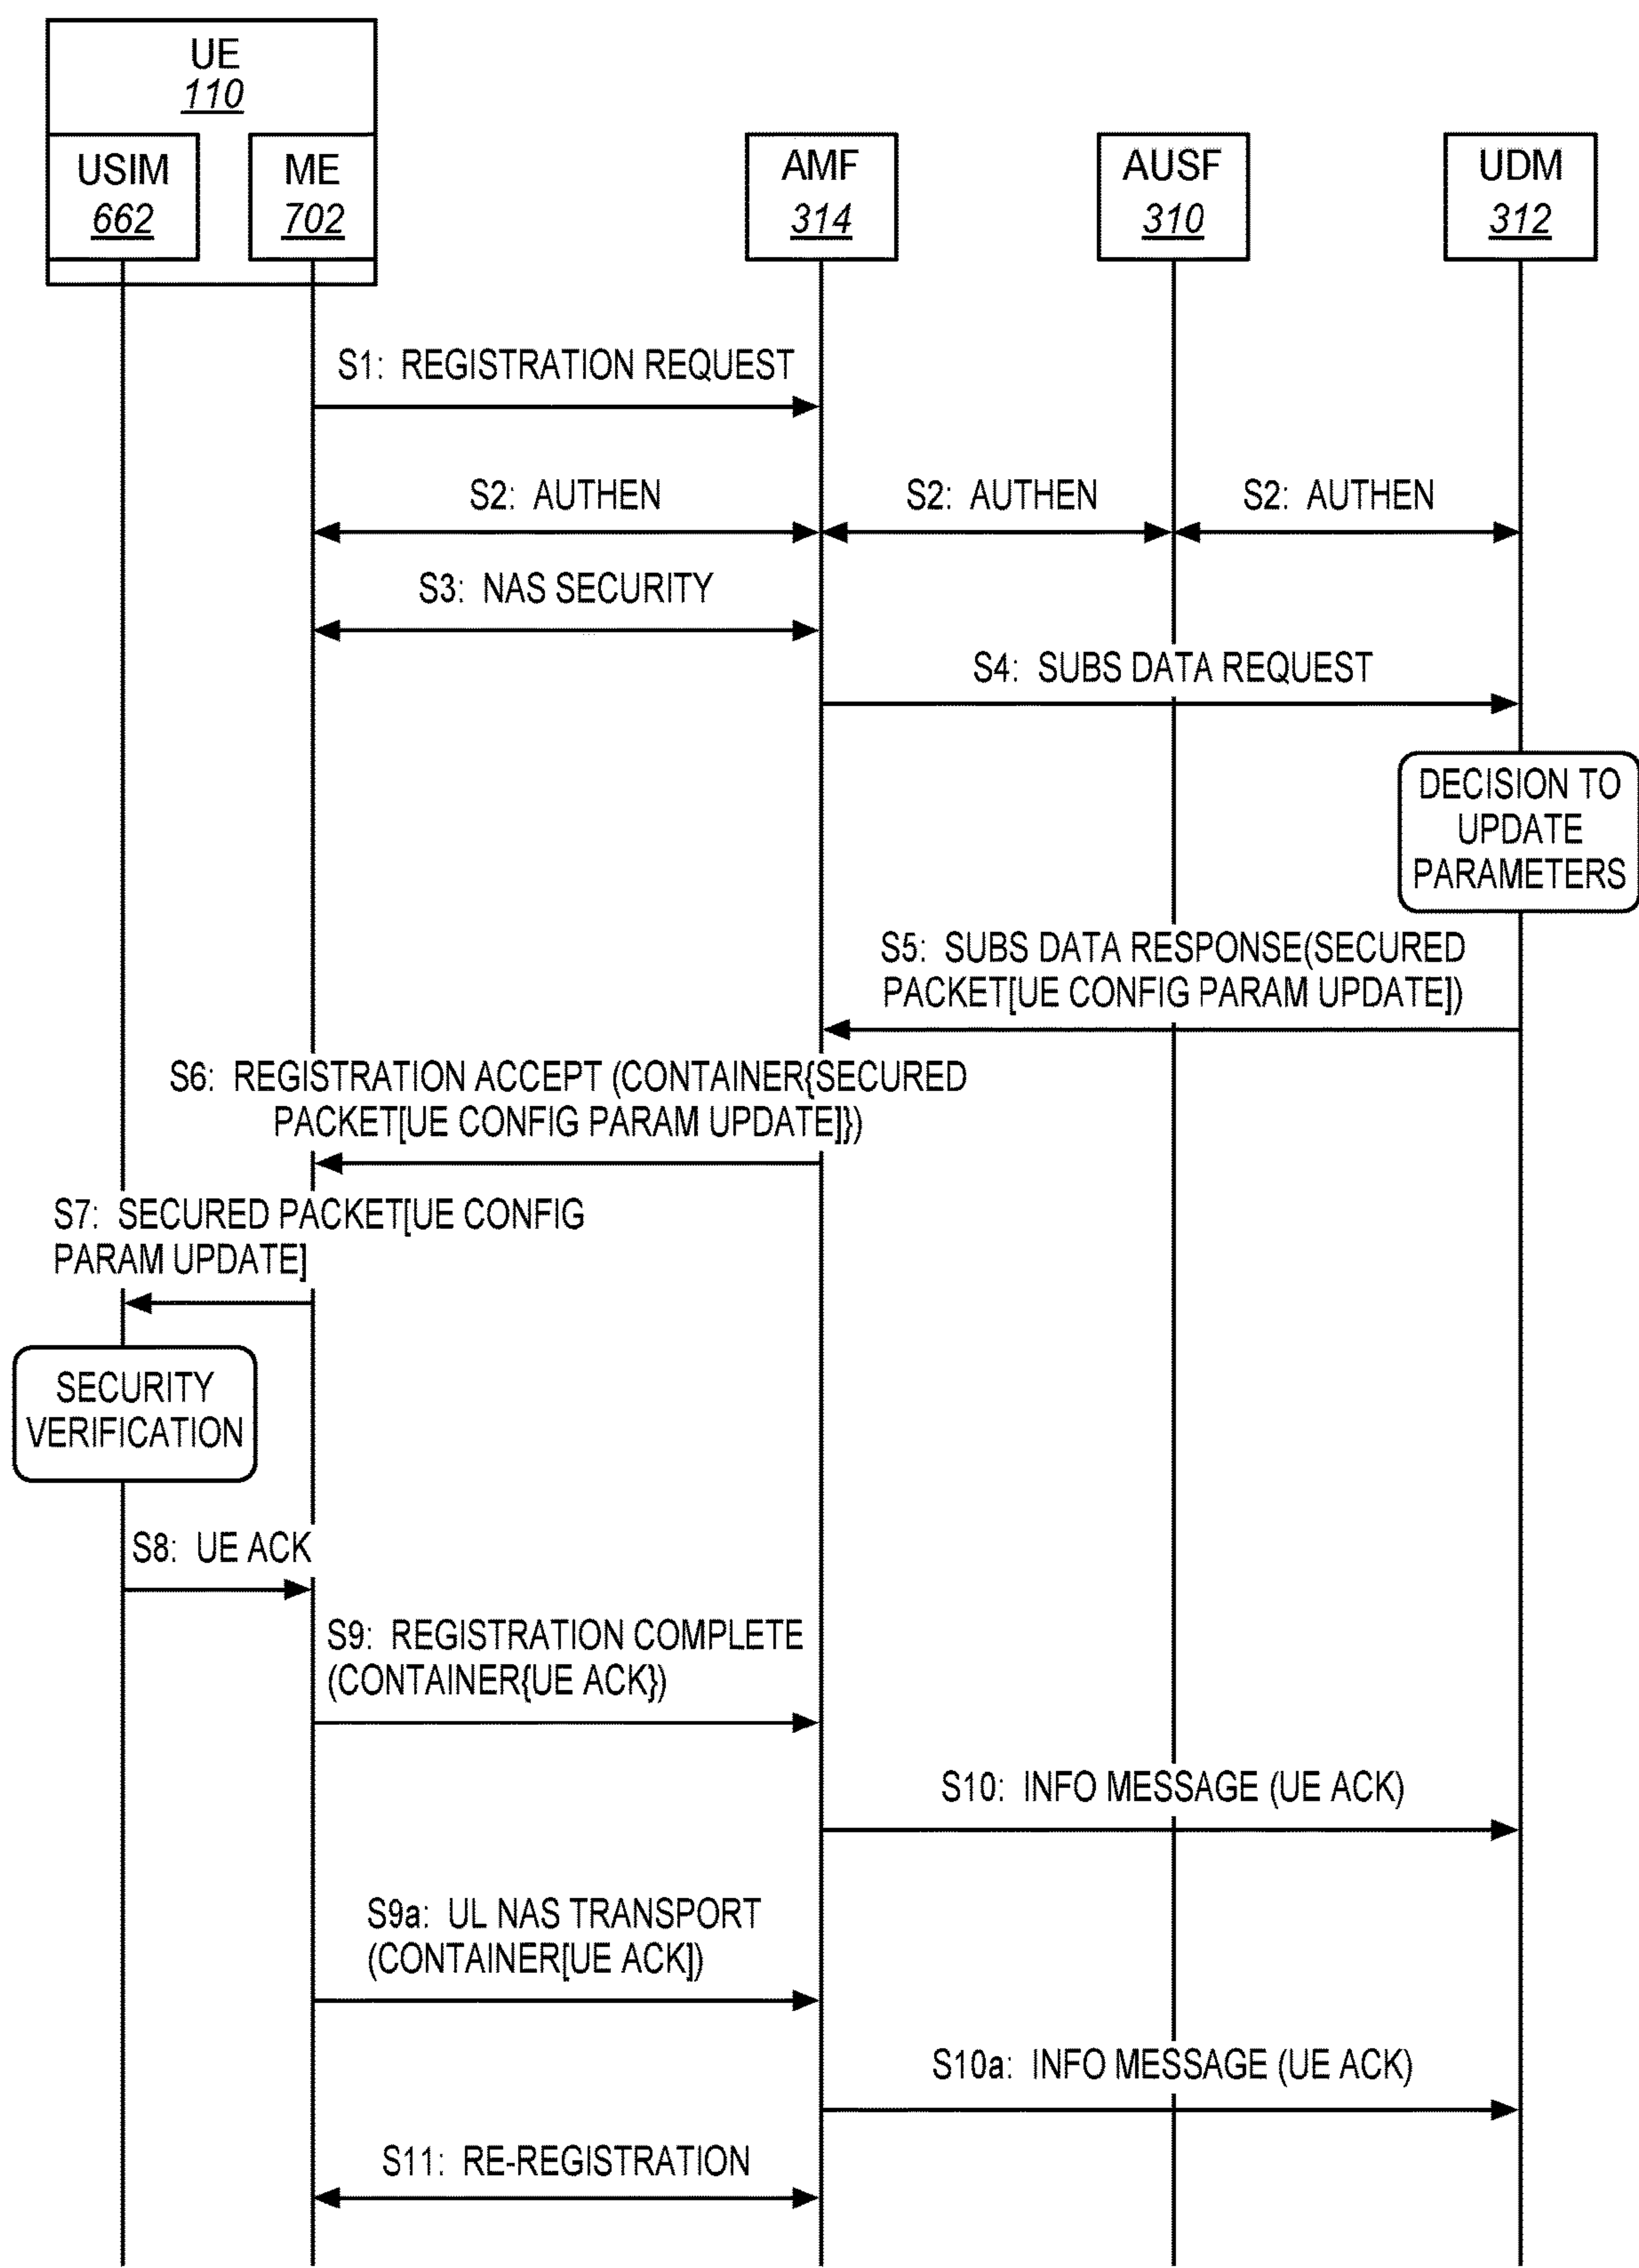 UE
110
USIM
662
ME
702
AMF
314
AUSF
310
UDM
312
S1: REGISTRATION REQUEST
S2: AUTHEN
S2: AUTHEN
S2: AUTHEN
S3: NAS SECURITY
S4: SUBS DATA REQUEST
DECISION TO
UPDATE
PARAMETERS
S5: SUBS DATA RESPONSE(SECURED
PACKET[UE CONFIG PARAM UPDATE])
S6: REGISTRATION ACCEPT (CONTAINER{SECURED
PACKET[UE CONFIG PARAM UPDATE]})
S7: SECURED PACKET[UE CONFIG
PARAM UPDATE]
SECURITY
VERIFICATION
S8: UE ACK
S9: REGISTRATION COMPLETE
(CONTAINER{UE ACK})
S10: INFO MESSAGE (UE ACK)
S9a: UL NAS TRANSPORT
(CONTAINER[UE ACK])
S10a: INFO MESSAGE (UE ACK)
S11: RE-REGISTRATION